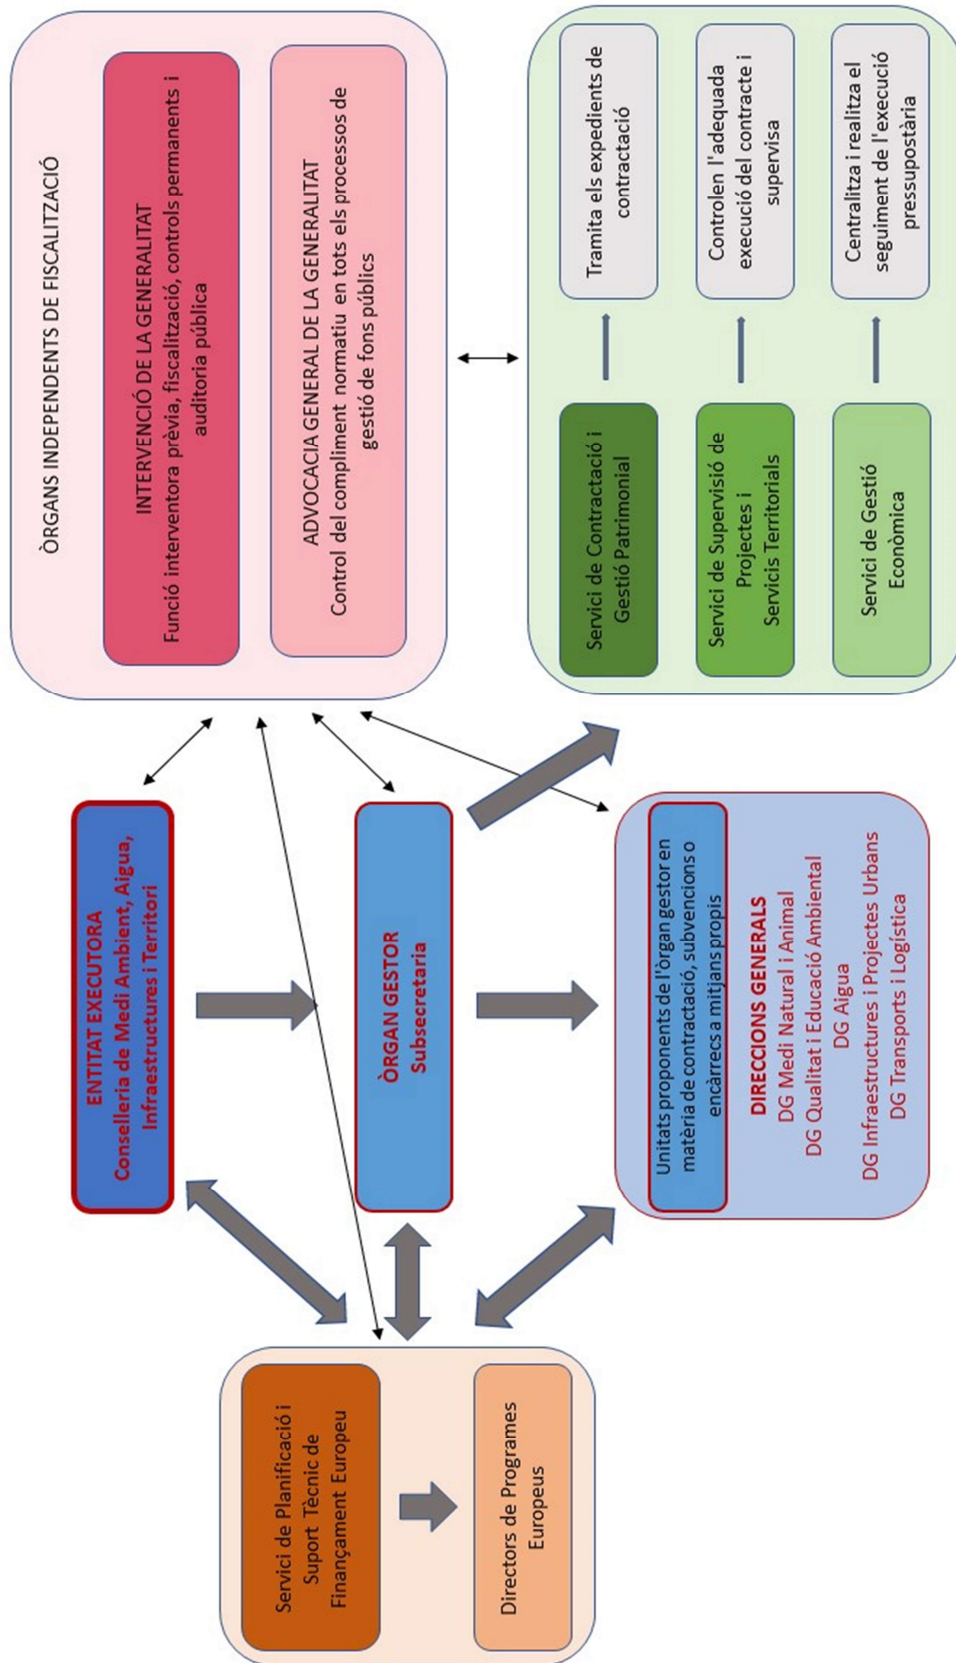 Servici de Planificació i
Suport Tècnic de
Finançament Europeu
Directors de Programes
Europeus
ENTITAT EXECUTORA
Conselleria de Medi Ambient, Aigua,
Infraestructures i Territori
ÒRGAN GESTOR
Subsecretaria
Unitats proponents de l'òrgan gestor en
matèria de contractació, subvencions o
encàrrecs a mitjans propis
DIRECCIONS GENERALS
DG Medi Natural i Animal
DG Qualitat i Educació Ambiental
DG Aigua
DG Infraestructures i Projectes Urbans
DG Transports i Logística
ÒRGANS INDEPENDENTS DE FISCALITZACIÓ
INTERVENCIÓ DE LA GENERALITAT
Funció interventora prèvia, fiscalització, controls permanents i
auditoria pública
ADVOCACIA GENERAL DE LA GENERALITAT
Control del compliment normatiu en tots els processos de
gestió de fons públics
Servici de Contractació i
Gestió Patrimonial
Tramita els expedients de
contractació
Servici de Supervisió de
Projectes i
Servicis Territorials
Controlen l'adequada
execució del contracte i
supervisa
Servici de Gestió
Econòmica
Centralitza i realitza el
seguiment de l'execució
pressupostària